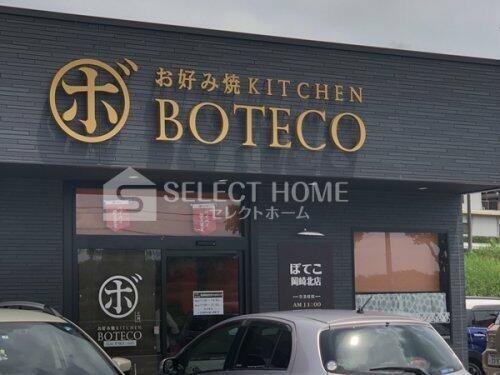 ボ
お好み焼KITCHEN
BOTECO
SELECT HOME
セレクトホーム
ボ
お好み焼KITCHEN
BOTECO
ぼてこ
岡崎北店
AM11:00